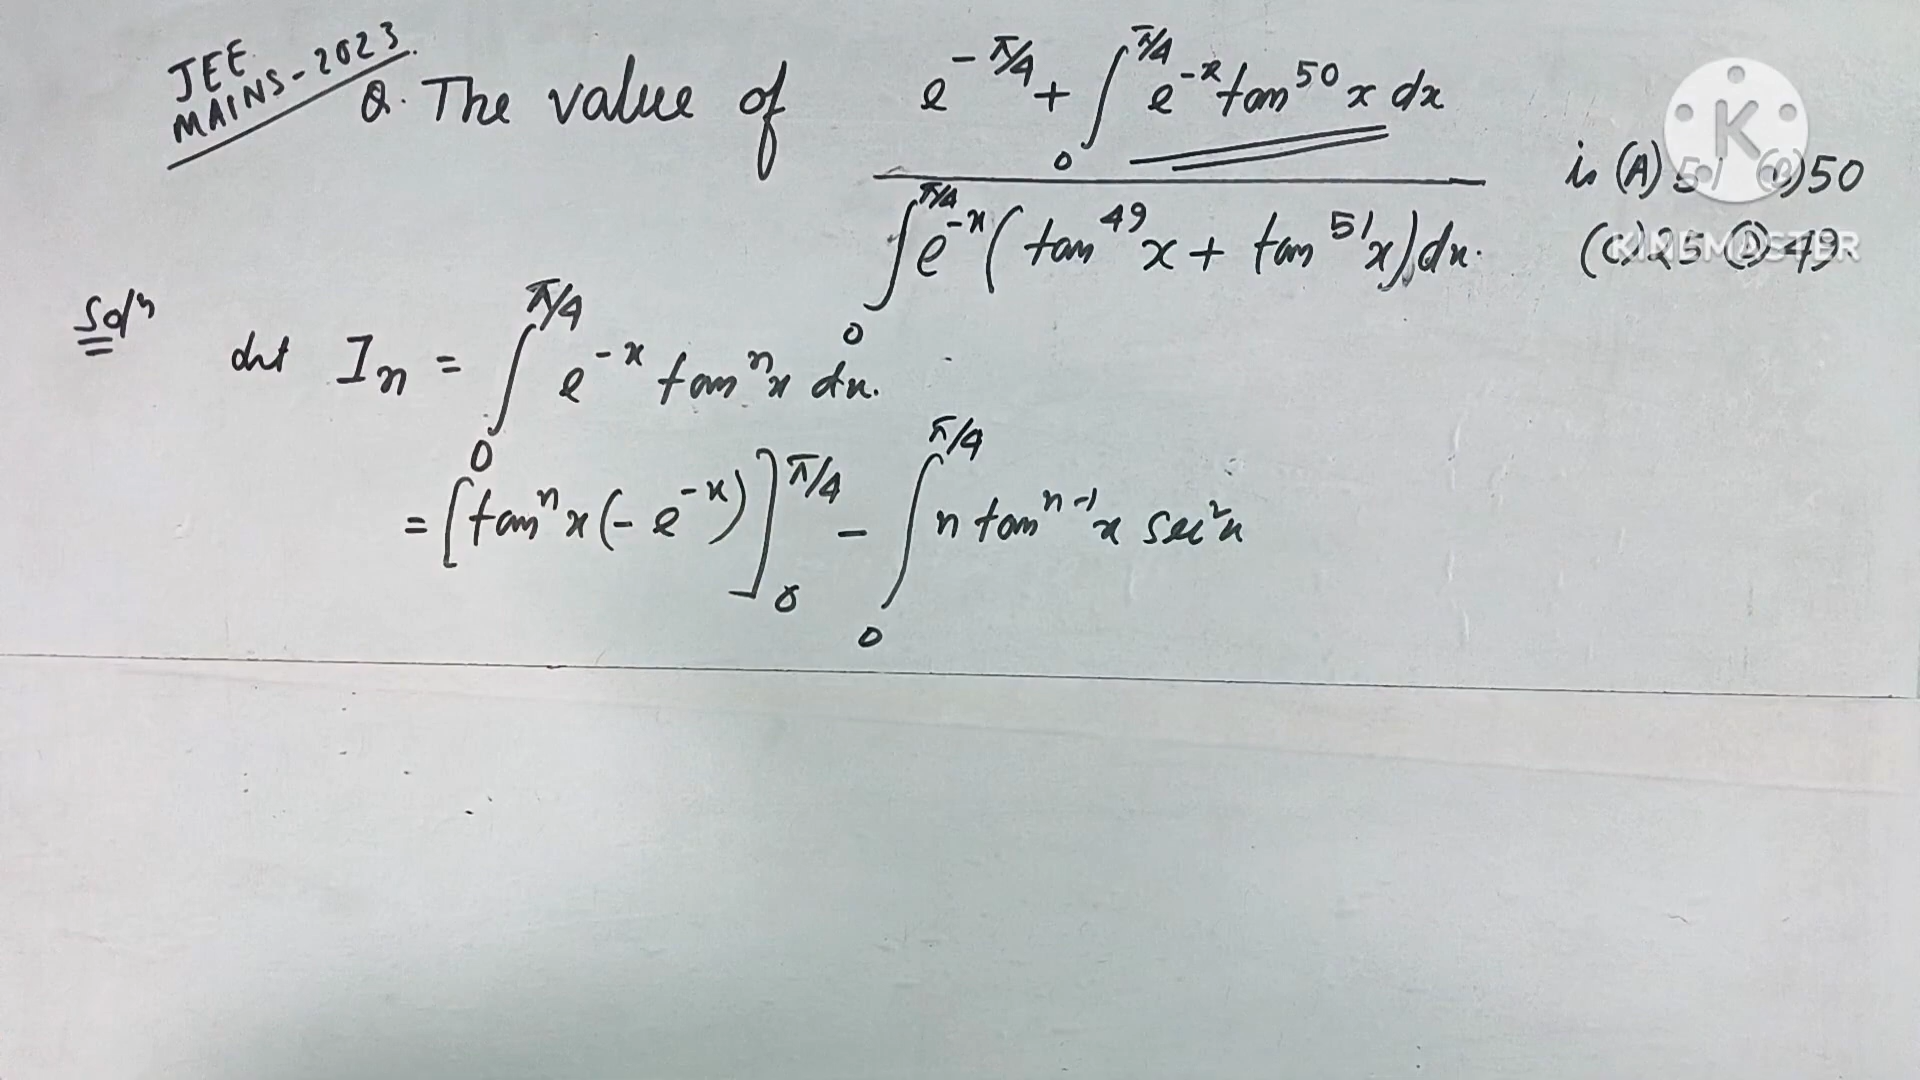 JEE
MAINS-2023
Q. The value of (e^{-π/4} + ∫_0^{π/4} e^{-x} tan^{50} x dx) / (∫_0^{π/4} e^{-x} (tan^{49} x + tan^{51} x) dx.) is (A) 51 (B) 50
(C) 25 (D) 49.
K
KINEMASTER
Solⁿ
Let I_n = ∫_0^{π/4} e^{-x} tan^n x dx.
= [tan^n x (-e^{-x})]_0^{π/4} - ∫_0^{π/4} n tan^{n-1} x sec^2 x